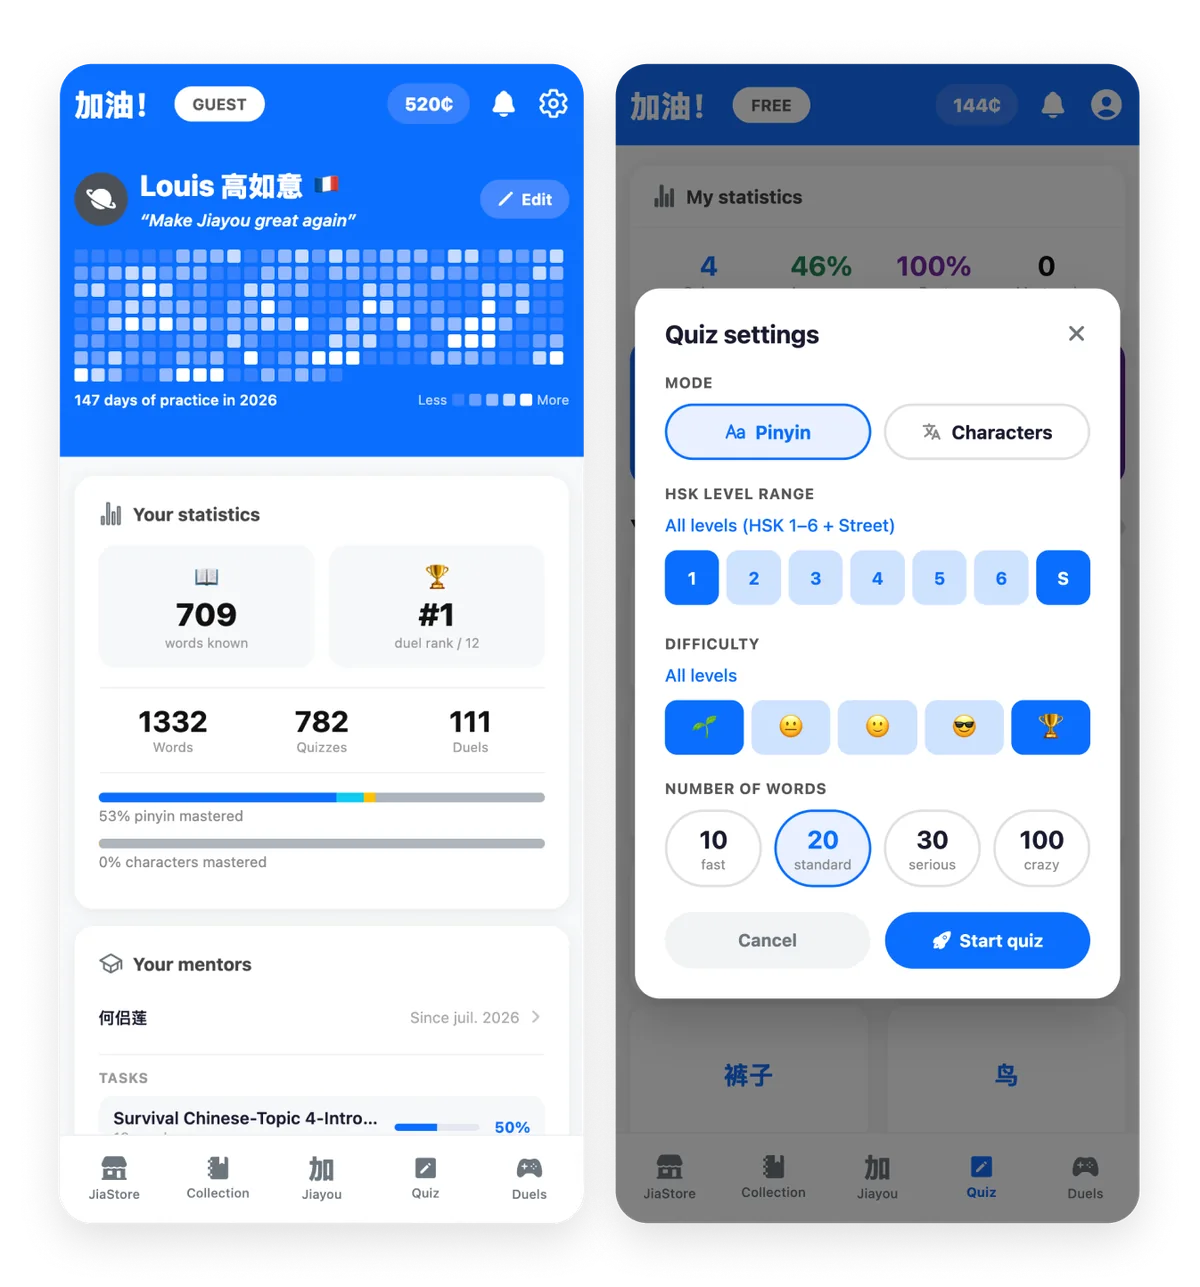 加油!
GUEST
520₵
Louis 高如意 🇫🇷
“Make Jiayou great again”
Edit
147 days of practice in 2026
Less
More
Your statistics
709
words known
#1
duel rank / 12
1332
Words
782
Quizzes
111
Duels
53% pinyin mastered
0% characters mastered
Your mentors
何侣莲
Since juil. 2026
TASKS
Survival Chinese-Topic 4-Intro...
50%
JiaStore
Collection
加
Jiayou
Quiz
Duels
加油!
FREE
144₵
My statistics
4
46%
100%
0
Quiz settings
MODE
Aa Pinyin
Characters
HSK LEVEL RANGE
All levels (HSK 1–6 + Street)
1 2 3 4 5 6 S
DIFFICULTY
All levels
NUMBER OF WORDS
10
fast
20
standard
30
serious
100
crazy
Cancel
Start quiz
裤子
鸟
JiaStore
Collection
加
Jiayou
Quiz
Duels